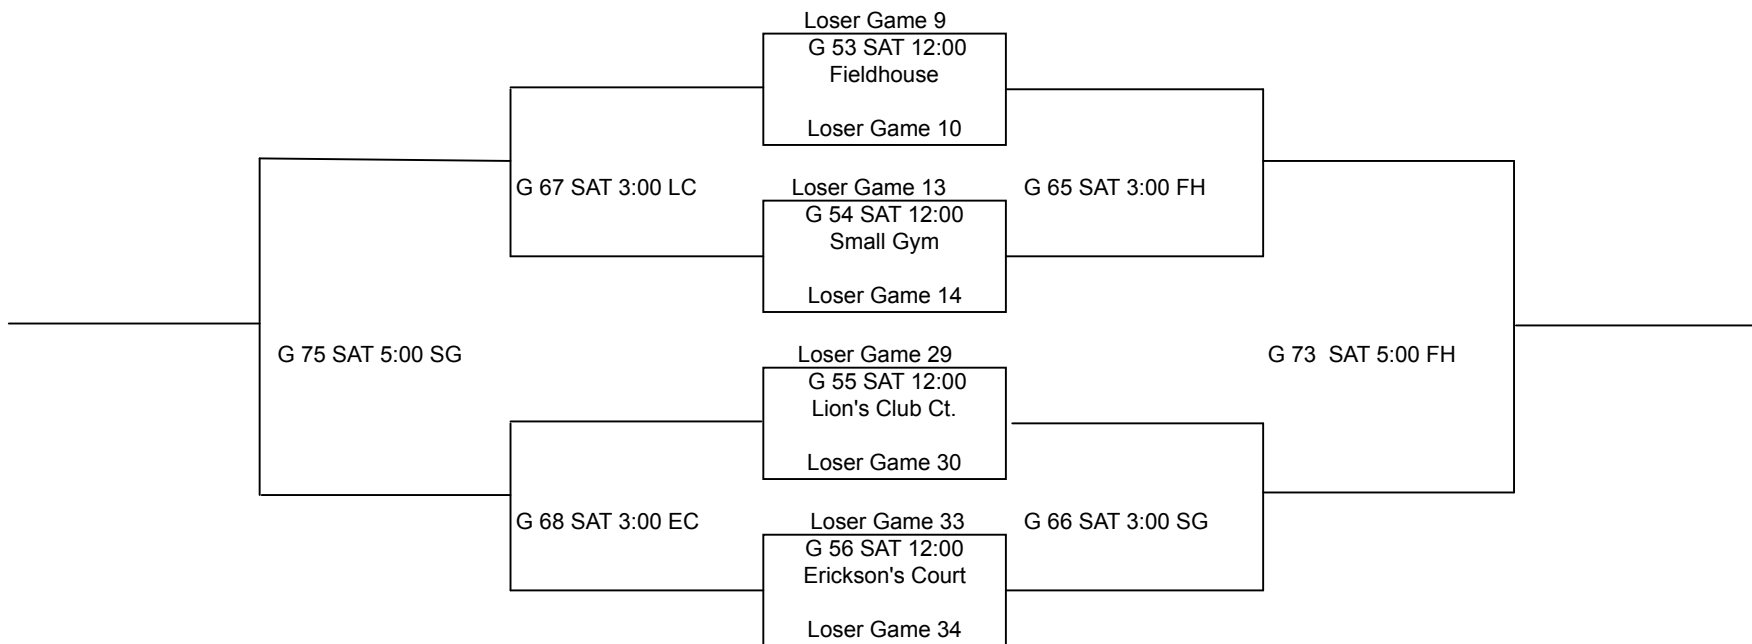 Loser Game 9
G 53 SAT 12:00
Fieldhouse
Loser Game 10
G 67 SAT 3:00 LC
Loser Game 13
G 65 SAT 3:00 FH
G 54 SAT 12:00
Small Gym
Loser Game 14
G 75 SAT 5:00 SG
Loser Game 29
G 73  SAT 5:00 FH
G 55 SAT 12:00
Lion's Club Ct.
Loser Game 30
G 68 SAT 3:00 EC
Loser Game 33
G 66 SAT 3:00 SG
G 56 SAT 12:00
Erickson's Court
Loser Game 34